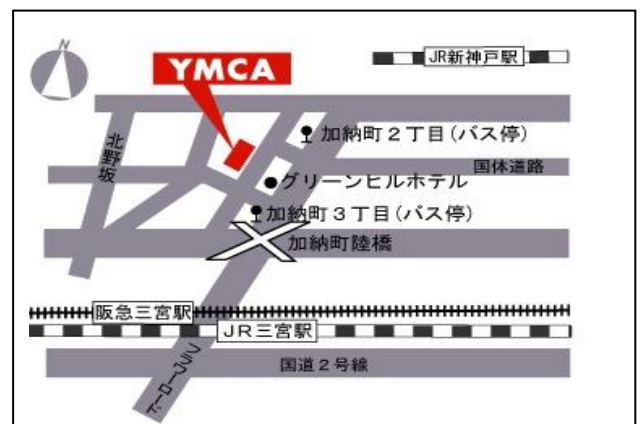 N
YMCA
JR新神戸駅
加納町２丁目(バス停)
北野坂
国体道路
グリーンヒルホテル
加納町３丁目(バス停)
加納町陸橋
阪急三宮駅
JR三宮駅
国道２号線
フラワーロード